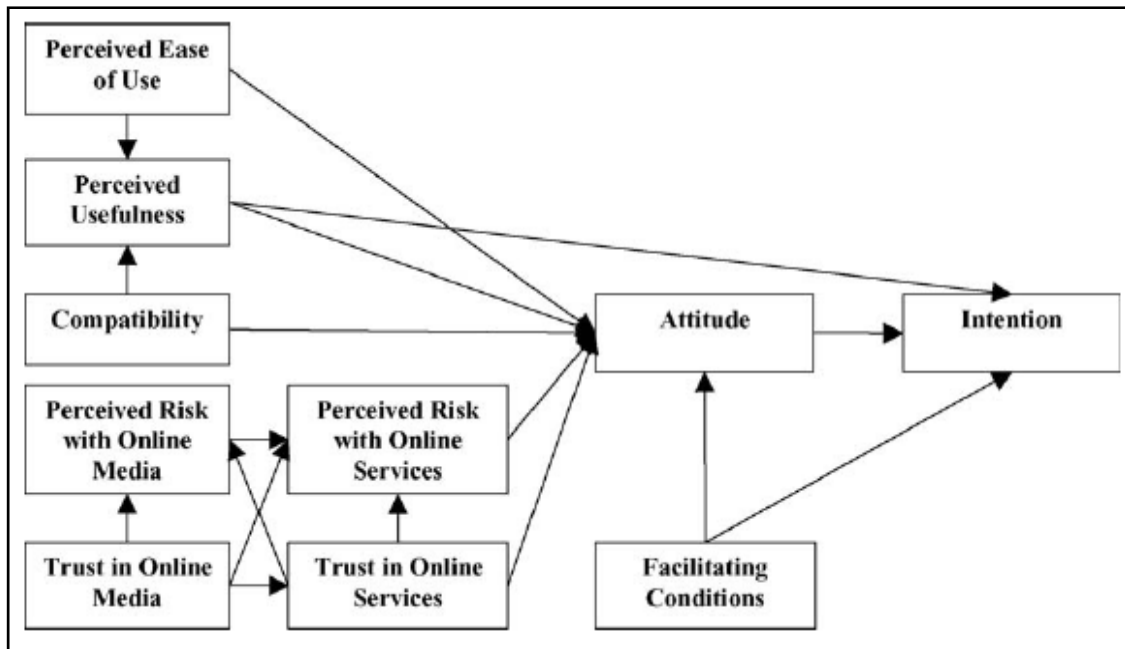 Perceived Ease
of Use
Perceived
Usefulness
Compatibility
Attitude
Intention
Perceived Risk
with Online
Media
Perceived Risk
with Online
Services
Trust in Online
Media
Trust in Online
Services
Facilitating
Conditions